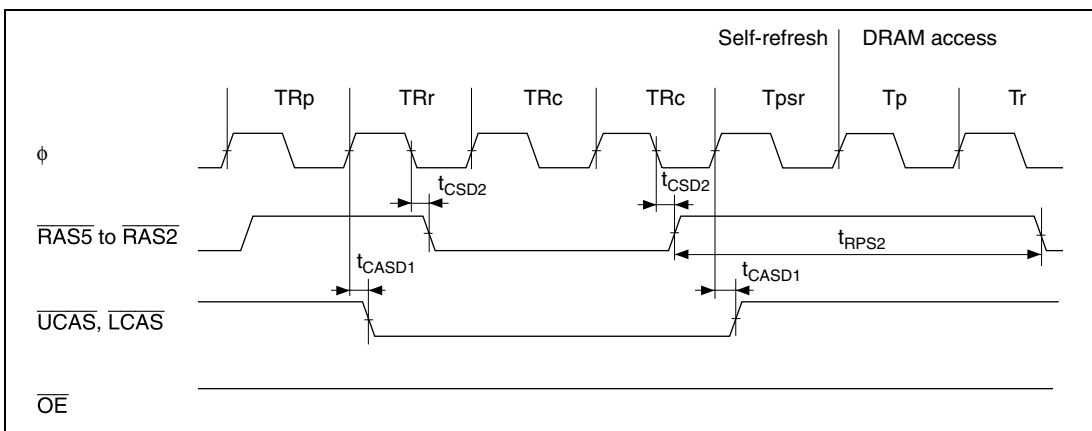 Self-refresh DRAM access
TRp TRr TRc TRc Tpsr Tp Tr
ϕ
tCSD2 tCSD2
RAS5 to RAS2
tRPS2
tCASD1 tCASD1
UCAS, LCAS
OE